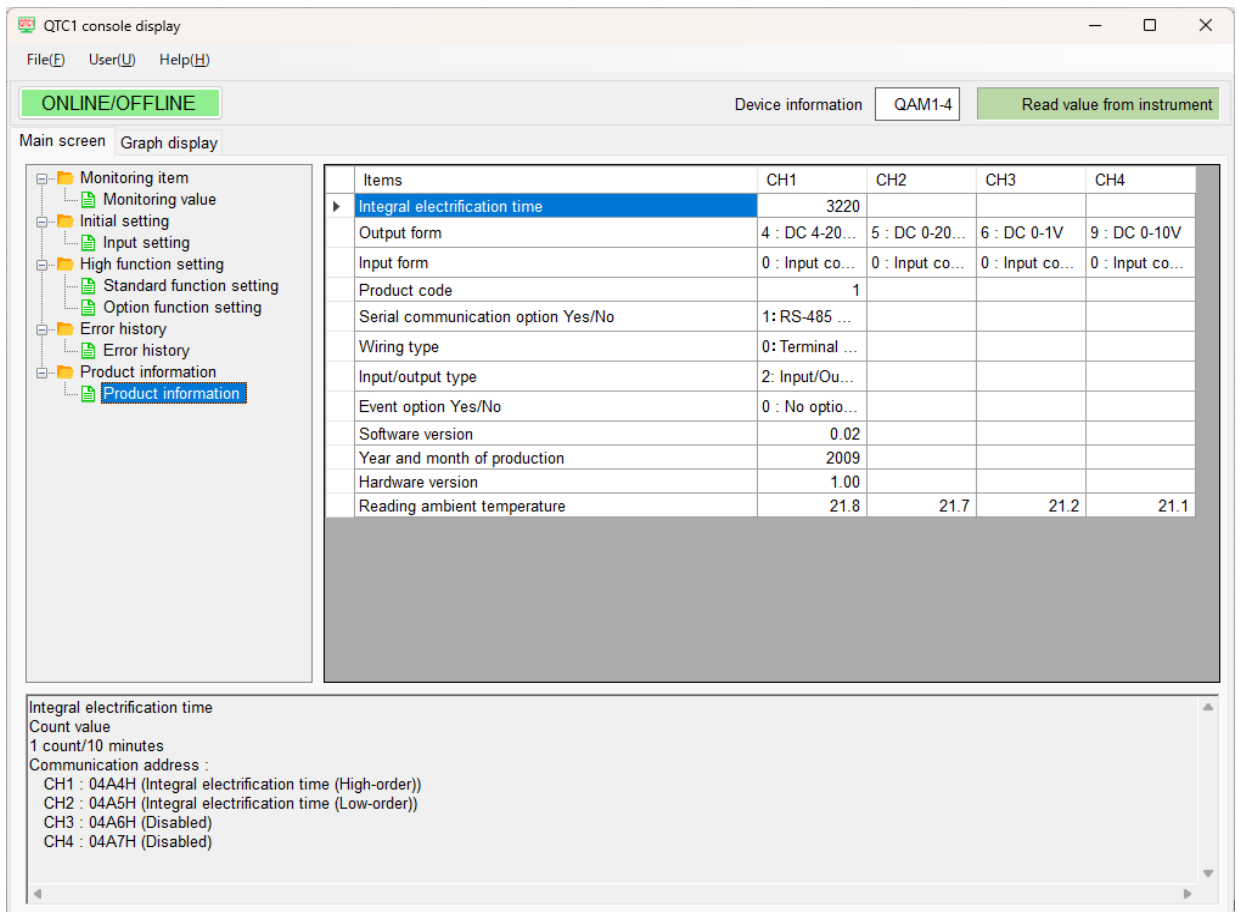 QTC1 console display
File(F) User(U) Help(H)
ONLINE/OFFLINE Device information QAM1-4 Read value from instrument
Main screen Graph display
Monitoring item
Monitoring value
Initial setting
Input setting
High function setting
Standard function setting
Option function setting
Error history
Error history
Product information
Product information
Items CH1 CH2 CH3 CH4
Integral electrification time 3220
Output form 4 : DC 4-20... 5 : DC 0-20... 6 : DC 0-1V 9 : DC 0-10V
Input form 0 : Input co... 0 : Input co... 0 : Input co... 0 : Input co...
Product code 1
Serial communication option Yes/No 1: RS-485 ...
Wiring type 0: Terminal ...
Input/output type 2: Input/Ou...
Event option Yes/No 0 : No optio...
Software version 0.02
Year and month of production 2009
Hardware version 1.00
Reading ambient temperature 21.8 21.7 21.2 21.1
Integral electrification time
Count value
1 count/10 minutes
Communication address :
CH1 : 04A4H (Integral electrification time (High-order))
CH2 : 04A5H (Integral electrification time (Low-order))
CH3 : 04A6H (Disabled)
CH4 : 04A7H (Disabled)